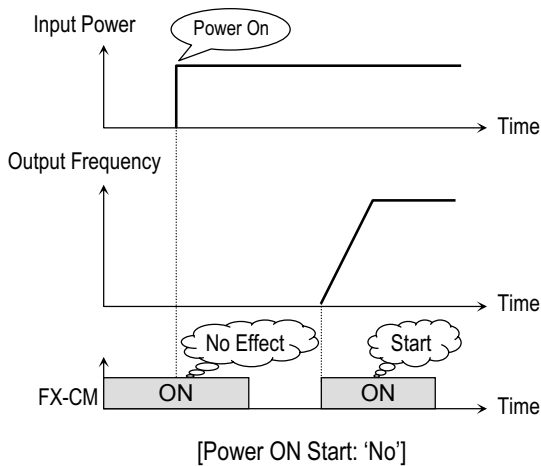 Input Power
Power On
Time
Output Frequency
Time
No Effect
Start
FX-CM
ON
ON
Time
[Power ON Start: 'No']